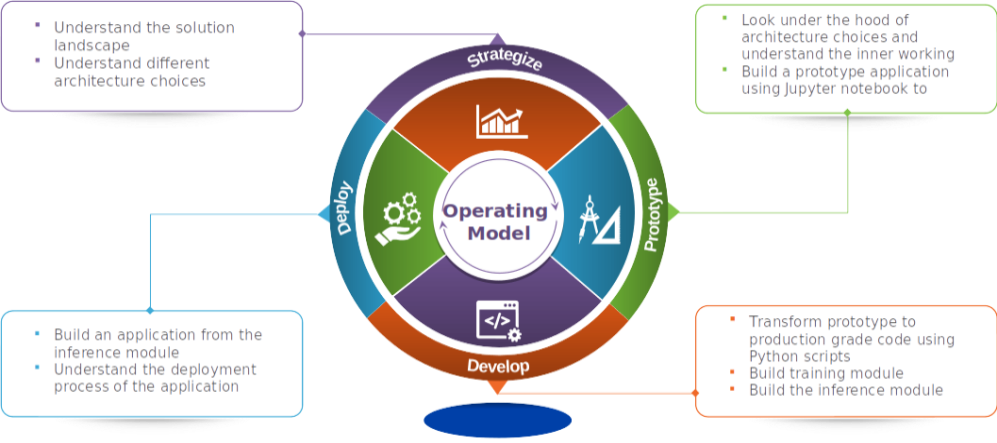 ▪ Understand the solution
landscape
▪ Understand different
architecture choices
▪ Look under the hood of
architecture choices and
understand the inner working
▪ Build a prototype application
using Jupyter notebook to
Strategize
Deploy
Prototype
Operating
Model
</>
Develop
▪ Build an application from the
inference module
▪ Understand the deployment
process of the application
▪ Transform prototype to
production grade code using
Python scripts
▪ Build training module
▪ Build the inference module